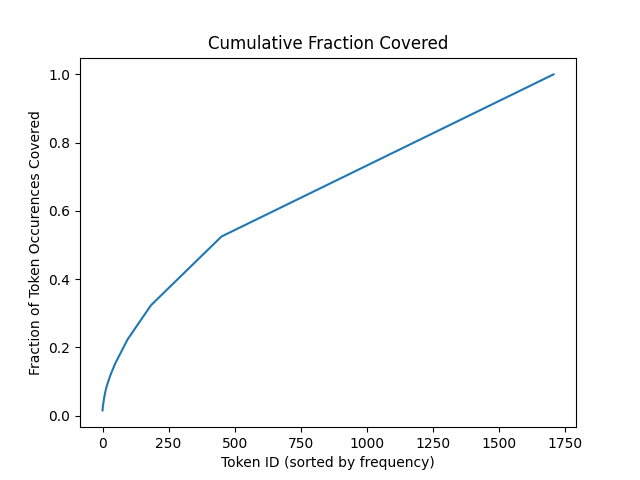 Cumulative Fraction Covered
1.0
0.8
0.6
0.4
0.2
0.0
Fraction of Token Occurences Covered
0 250 500 750 1000 1250 1500 1750
Token ID (sorted by frequency)